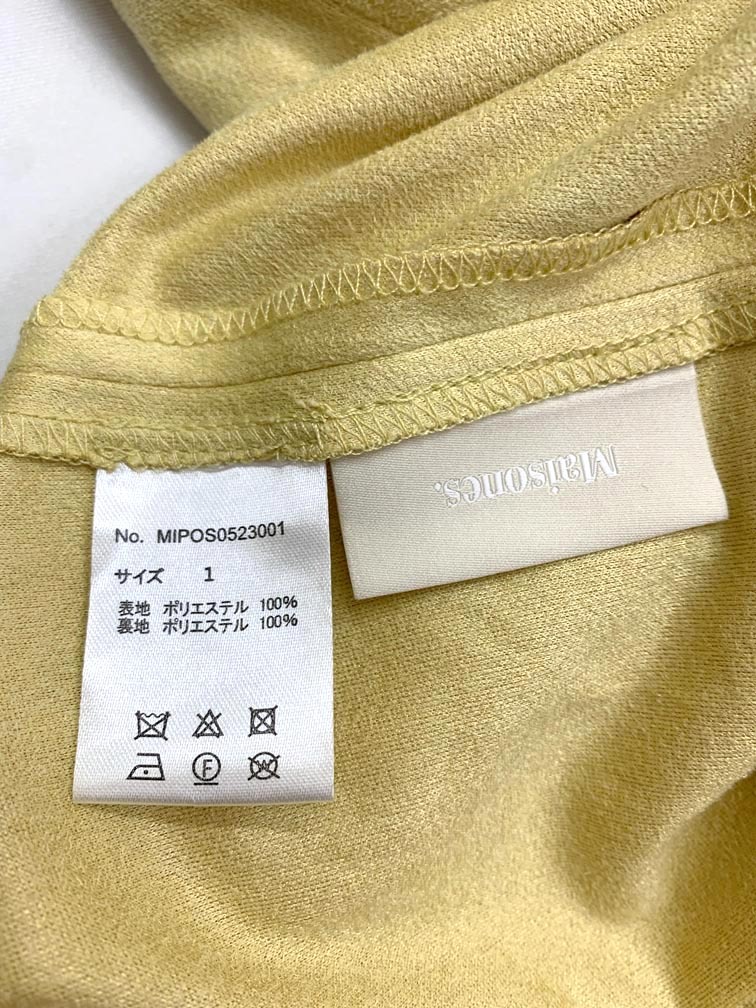 No. MIPOS0523001
サイズ 1
表地 ポリエステル 100%
裏地 ポリエステル 100%
F
W
Maisones.